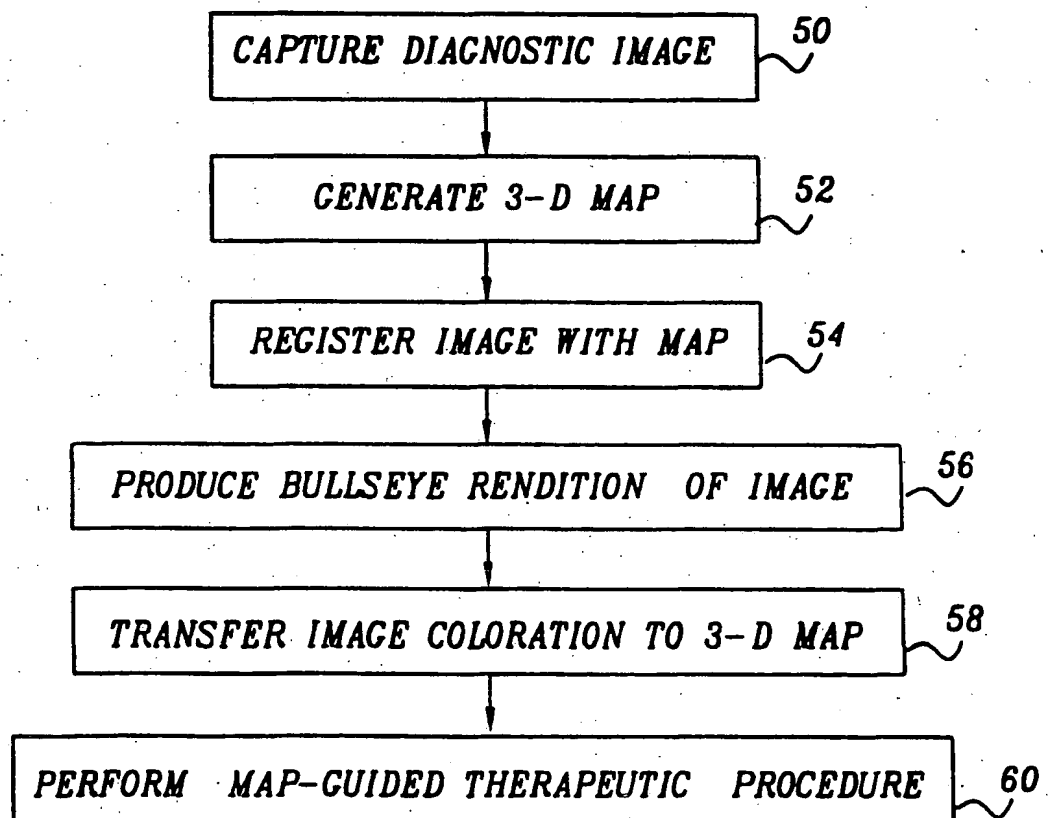 CAPTURE DIAGNOSTIC IMAGE 50
GENERATE 3-D MAP 52
REGISTER IMAGE WITH MAP 54
PRODUCE BULLSEYE RENDITION OF IMAGE 56
TRANSFER IMAGE COLORATION TO 3-D MAP 58
PERFORM MAP-GUIDED THERAPEUTIC PROCEDURE 60